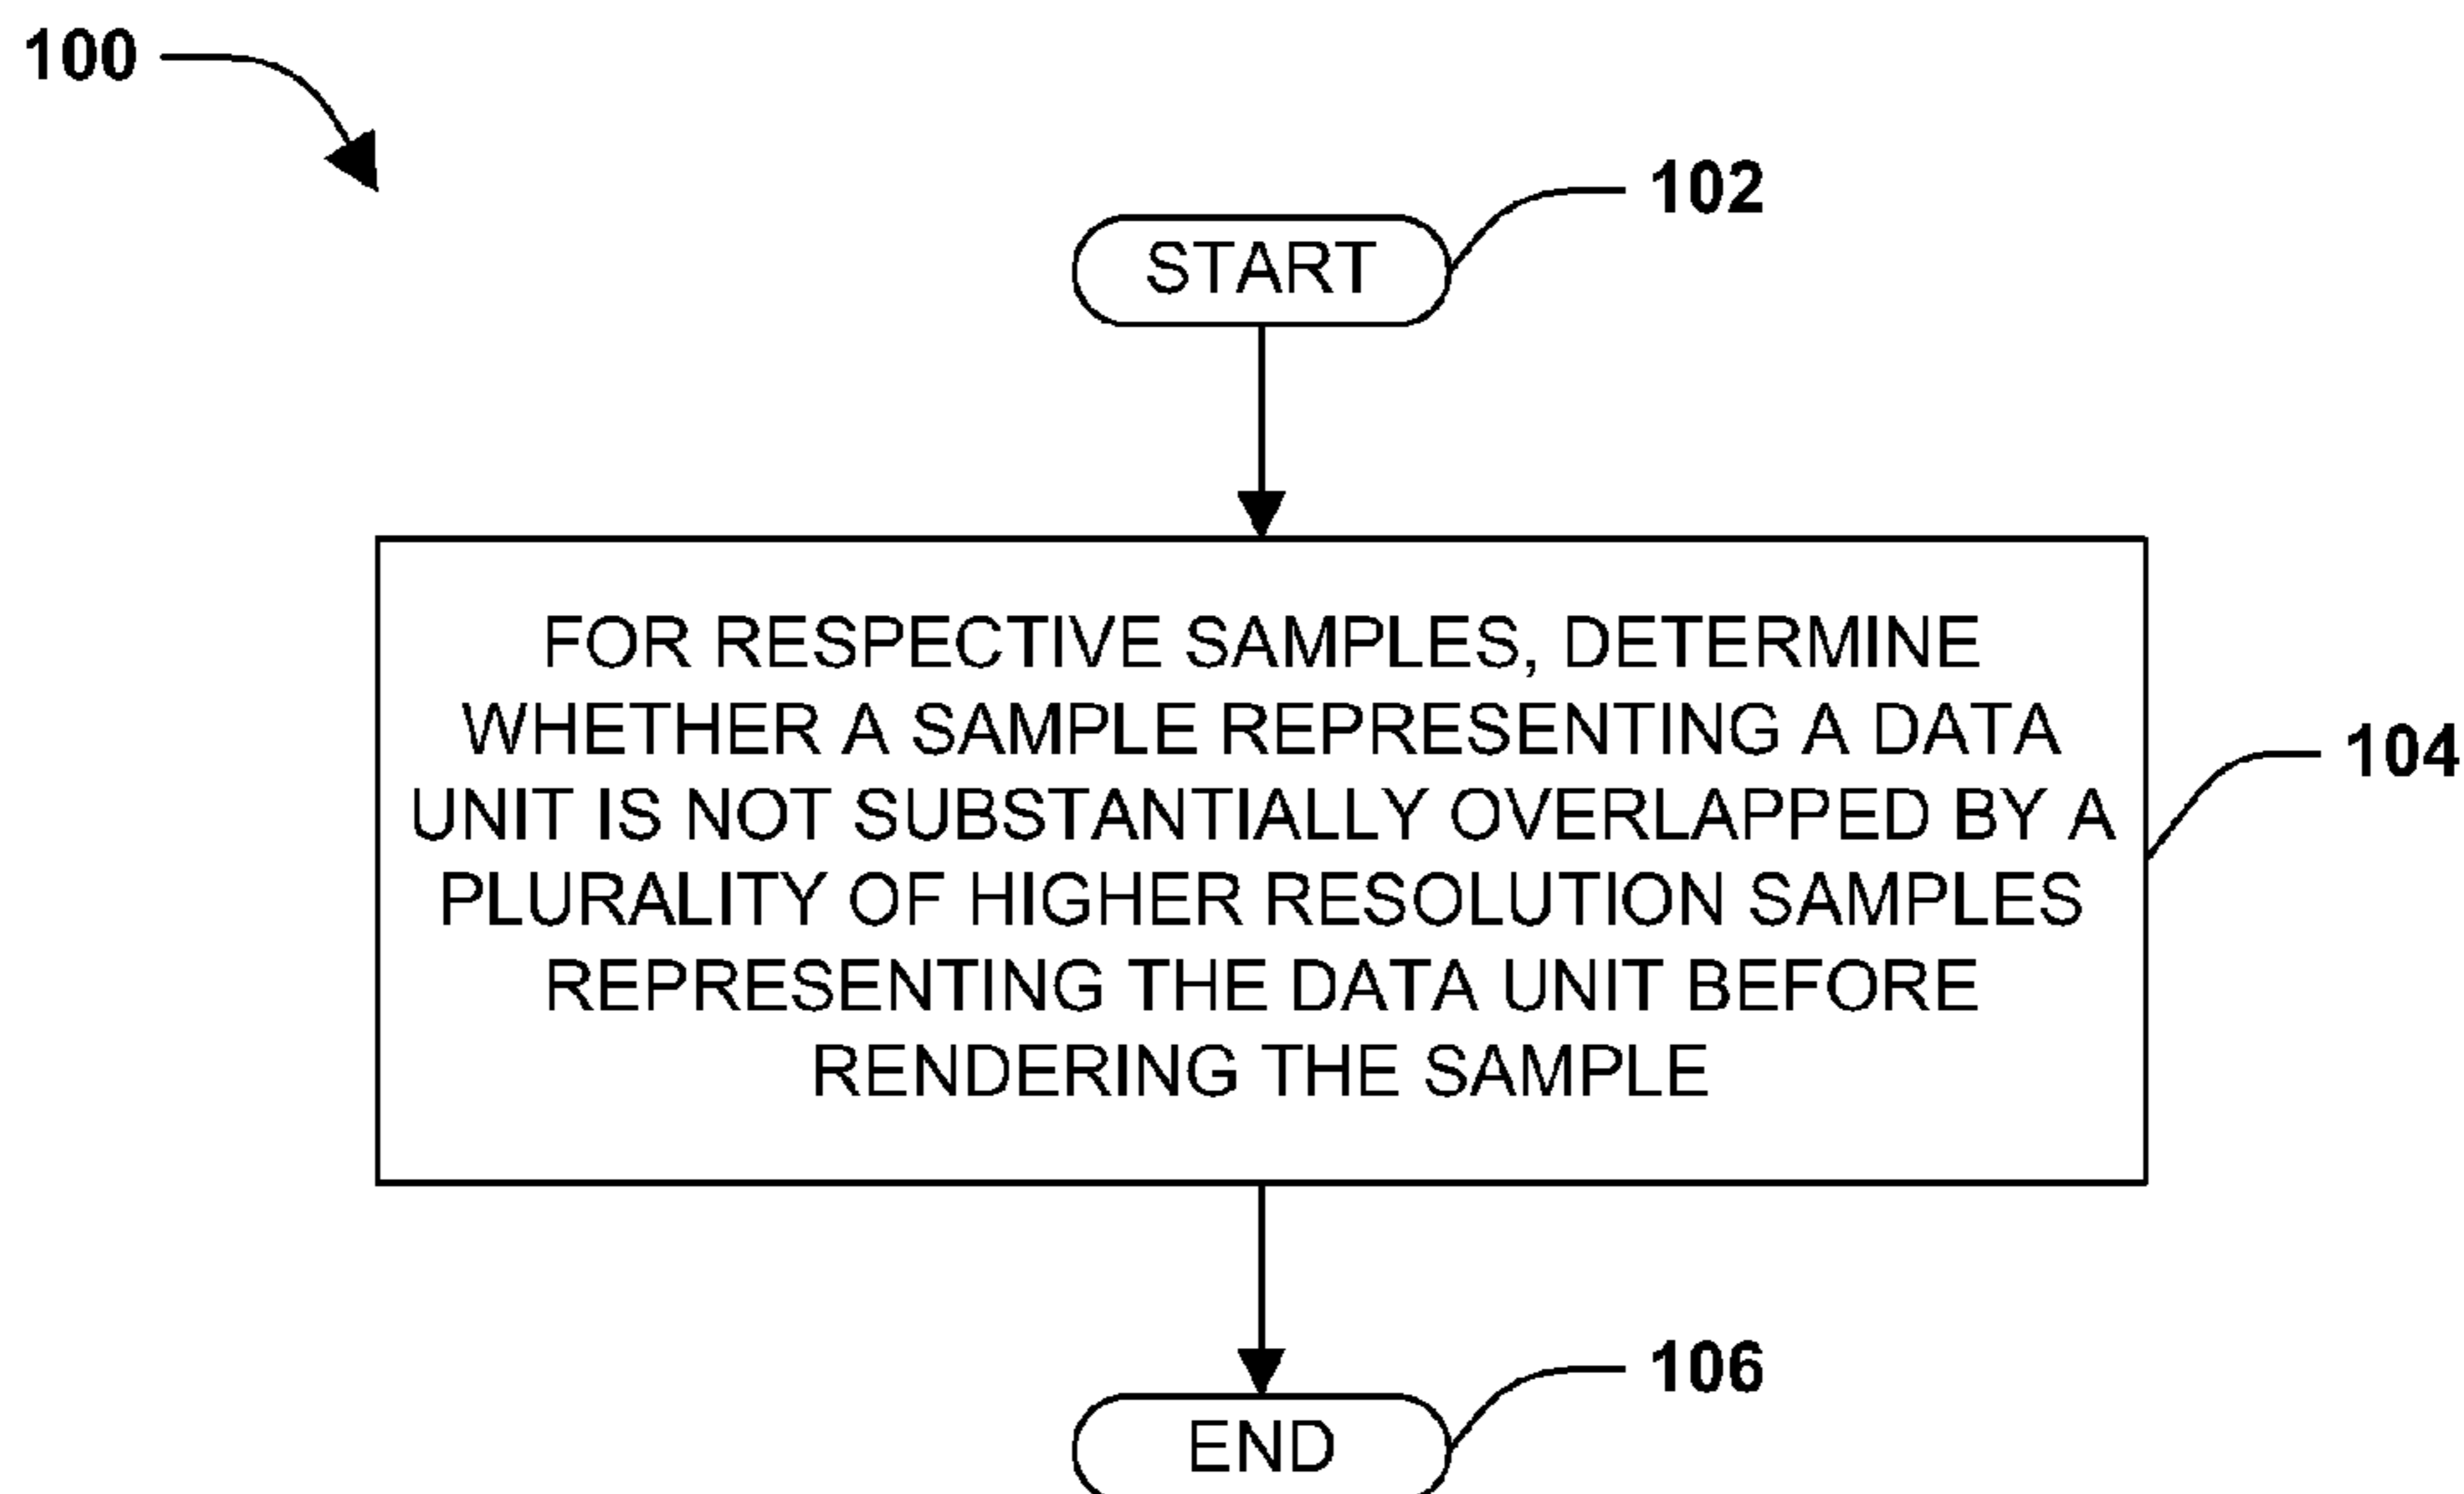 100
102
START
FOR RESPECTIVE SAMPLES, DETERMINE
WHETHER A SAMPLE REPRESENTING A DATA
UNIT IS NOT SUBSTANTIALLY OVERLAPPED BY A
PLURALITY OF HIGHER RESOLUTION SAMPLES
REPRESENTING THE DATA UNIT BEFORE
RENDERING THE SAMPLE
104
106
END